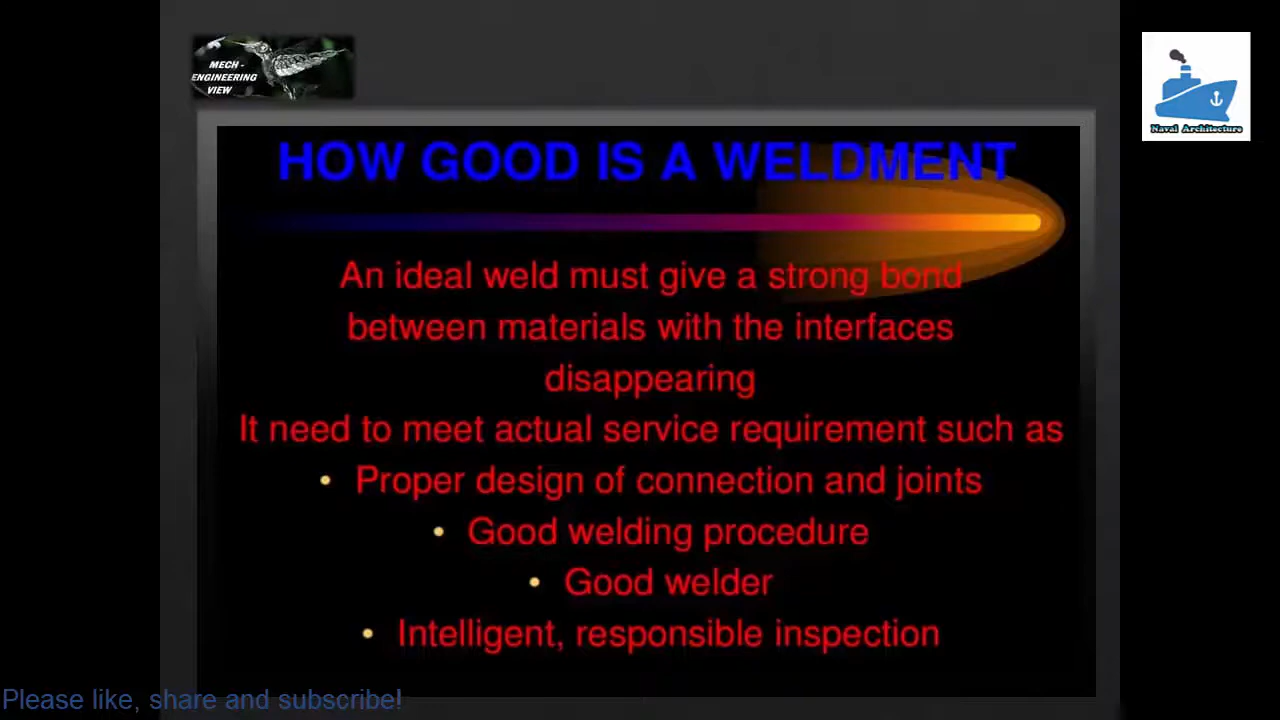 MECH -
ENGINEERING
VIEW
Naval Architecture
HOW GOOD IS A WELDMENT
An ideal weld must give a strong bond
between materials with the interfaces
disappearing
It need to meet actual service requirement such as
• Proper design of connection and joints
• Good welding procedure
• Good welder
• Intelligent, responsible inspection
Please like, share and subscribe!